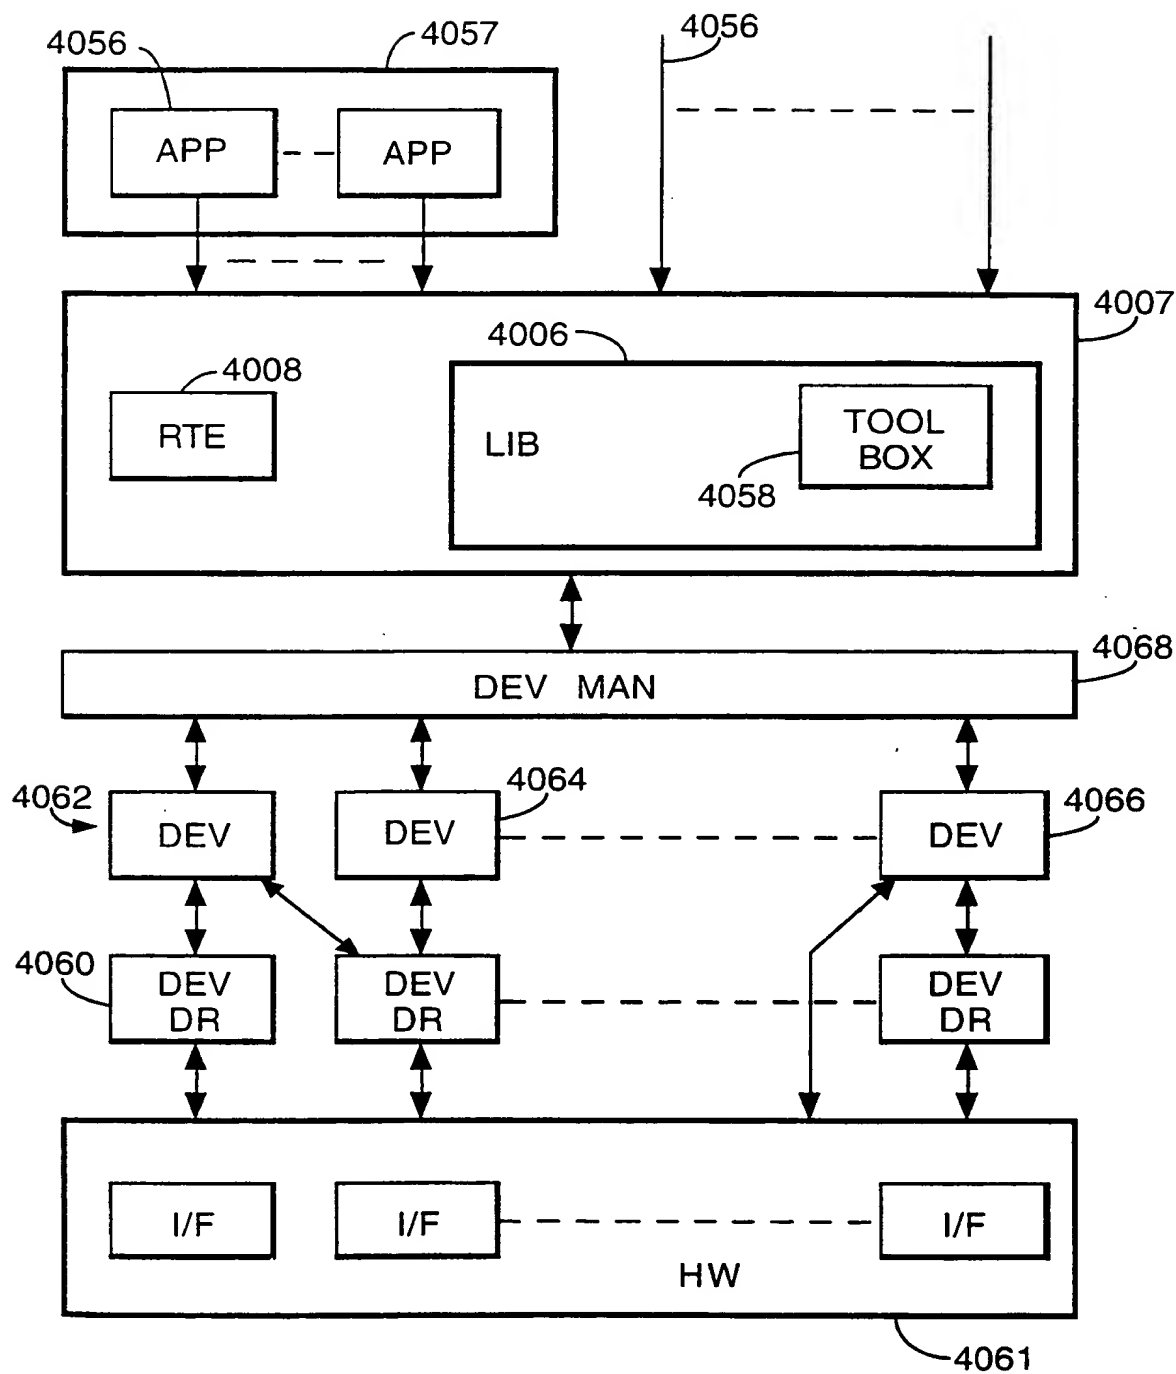 4056
4057
4056
APP
APP
4007
4006
4008
RTE
LIB
TOOL
BOX
4058
4068
DEV MAN
4062
4064
4066
DEV
DEV
DEV
4060
DEV
DR
DEV
DR
DEV
DR
I/F
I/F
I/F
HW
4061